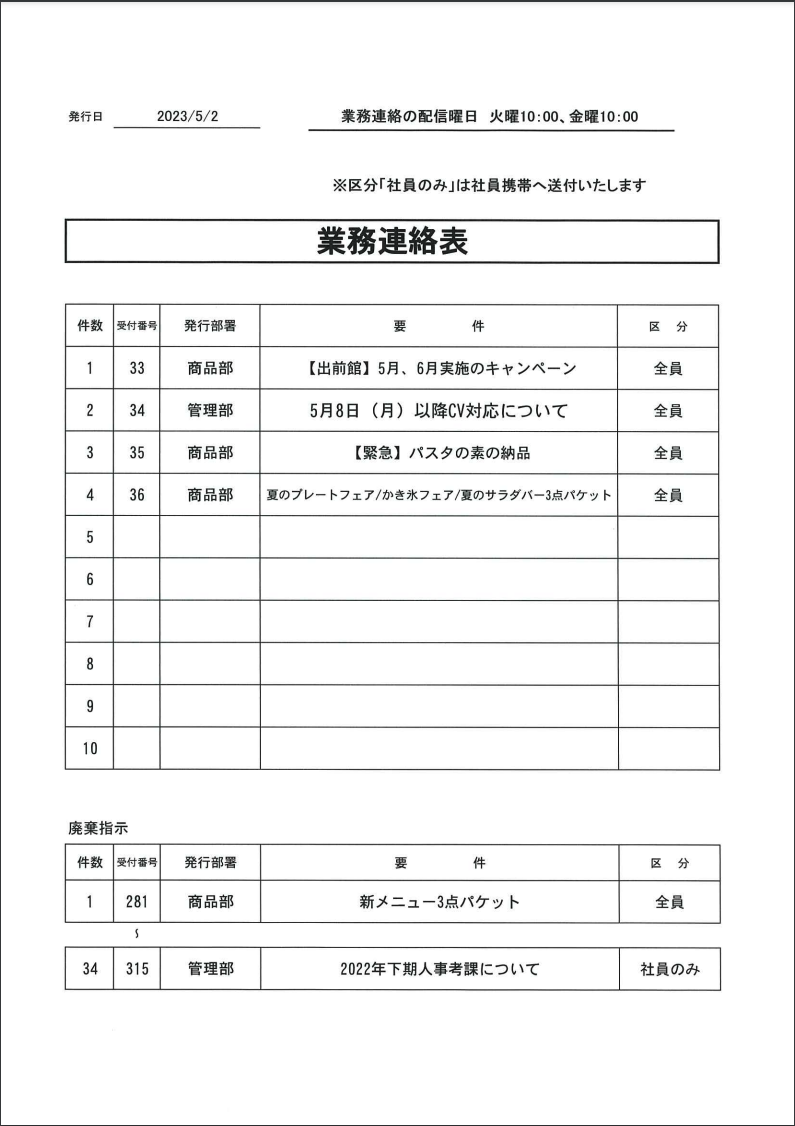 発行日 2023/5/2 業務連絡の配信曜日 火曜10:00、金曜10:00
※区分「社員のみ」は社員携帯へ送付いたします
業務連絡表
件数 受付番号 発行部署 要 件 区 分
1 33 商品部 【出前館】5月、6月実施のキャンペーン 全員
2 34 管理部 5月8日(月)以降CV対応について 全員
3 35 商品部 【緊急】パスタの素の納品 全員
4 36 商品部 夏のプレートフェア/かき氷フェア/夏のサラダバー3点パケット 全員
5
6
7
8
9
10
廃棄指示
件数 受付番号 発行部署 要 件 区 分
1 281 商品部 新メニュー3点パケット 全員
~
34 315 管理部 2022年下期人事考課について 社員のみ